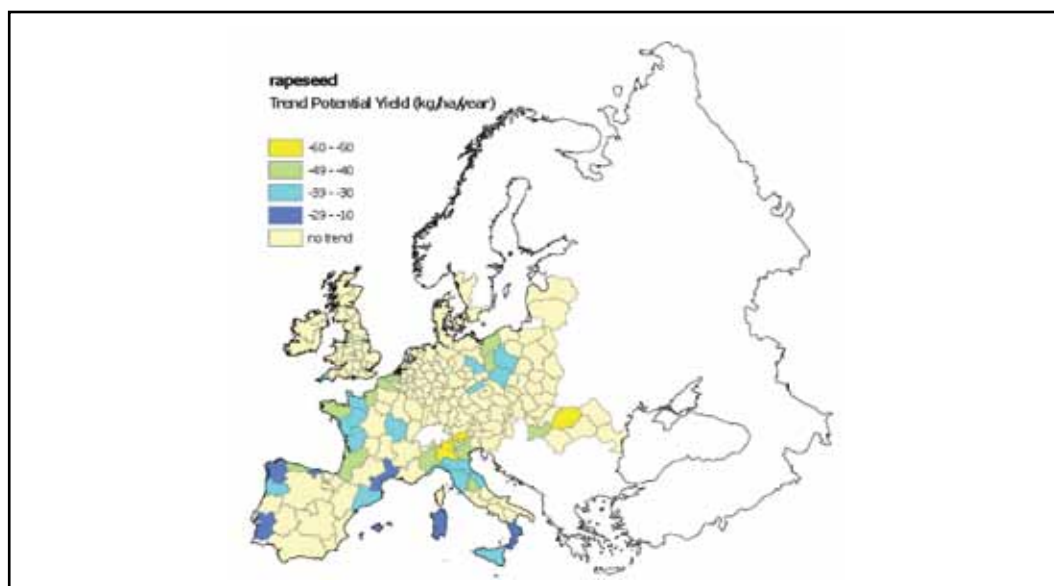 rapeseed
Trend Potential Yield (kg/ha/year)
-60 - -50
-49 - -40
-39 - -30
-29 - -10
no trend